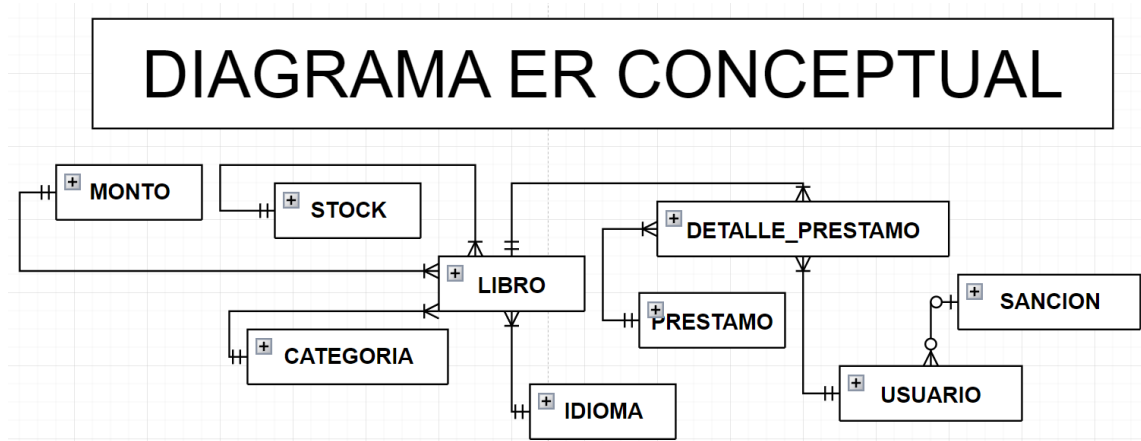 DIAGRAMA ER CONCEPTUAL
MONTO
STOCK
DETALLE_PRESTAMO
LIBRO
SANCION
PRESTAMO
CATEGORIA
USUARIO
IDIOMA